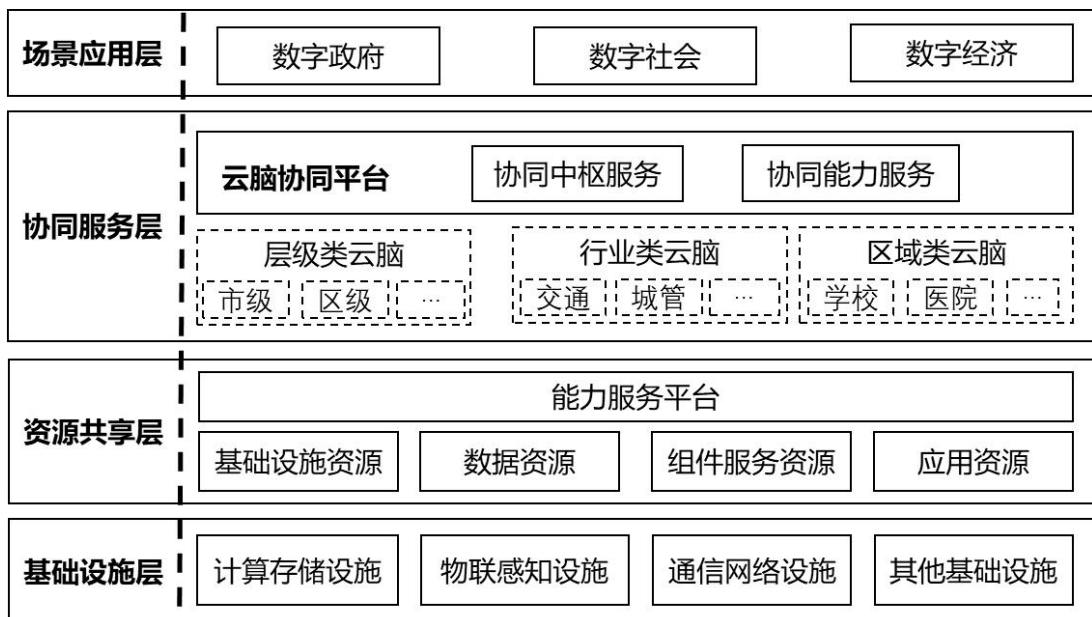 场景应用层
数字政府 数字社会 数字经济
协同服务层
云脑协同平台 协同中枢服务 协同能力服务
层级类云脑 行业类云脑 区域类云脑
市级 区级 … 交通 城管 … 学校 医院 …
资源共享层
能力服务平台
基础设施资源 数据资源 组件服务资源 应用资源
基础设施层
计算存储设施 物联感知设施 通信网络设施 其他基础设施